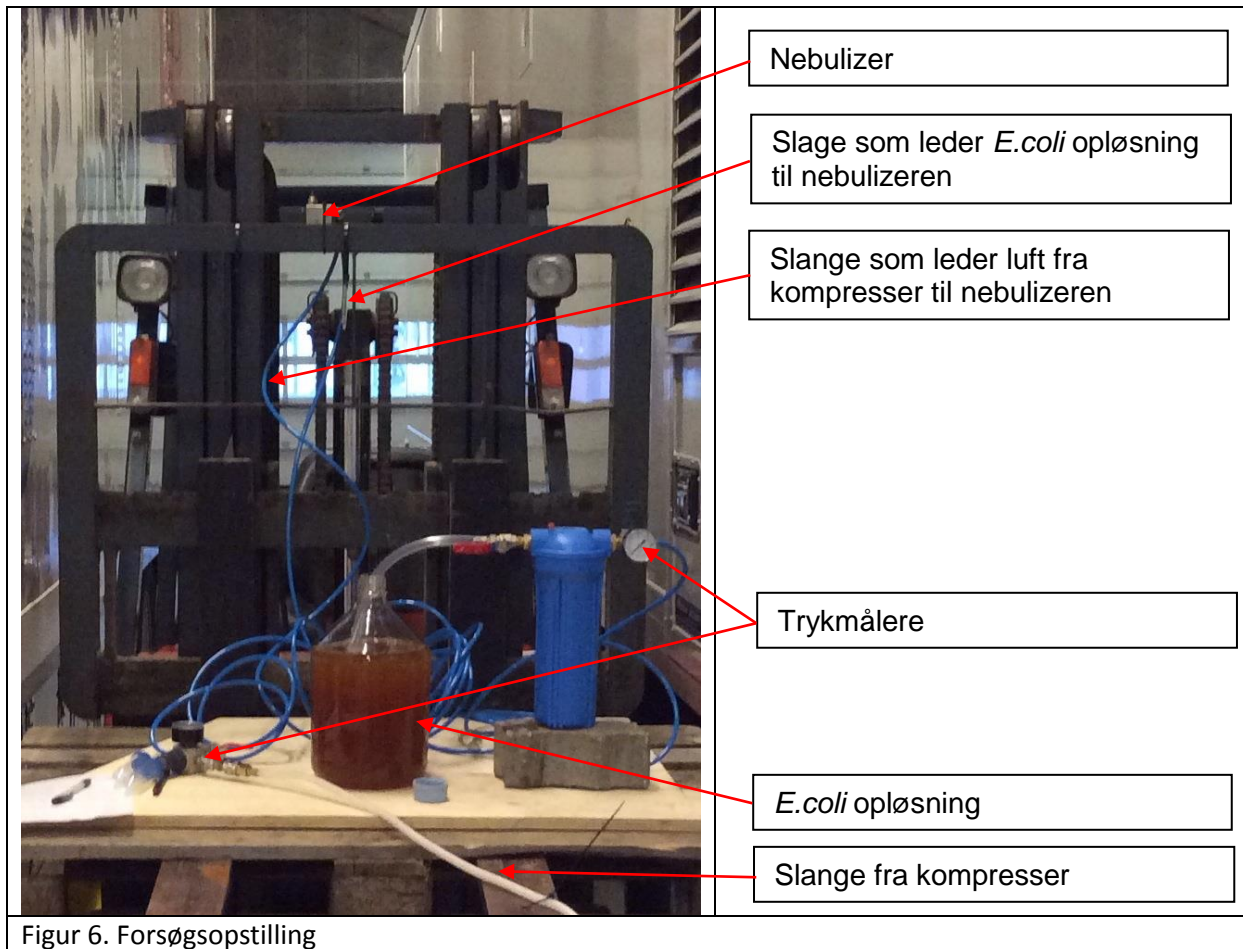 Nebulizer
Slage som leder E.coli opløsning
til nebulizeren
Slange som leder luft fra
kompresser til nebulizeren
Trykmålere
E.coli opløsning
Slange fra kompresser
Figur 6. Forsøgsopstilling